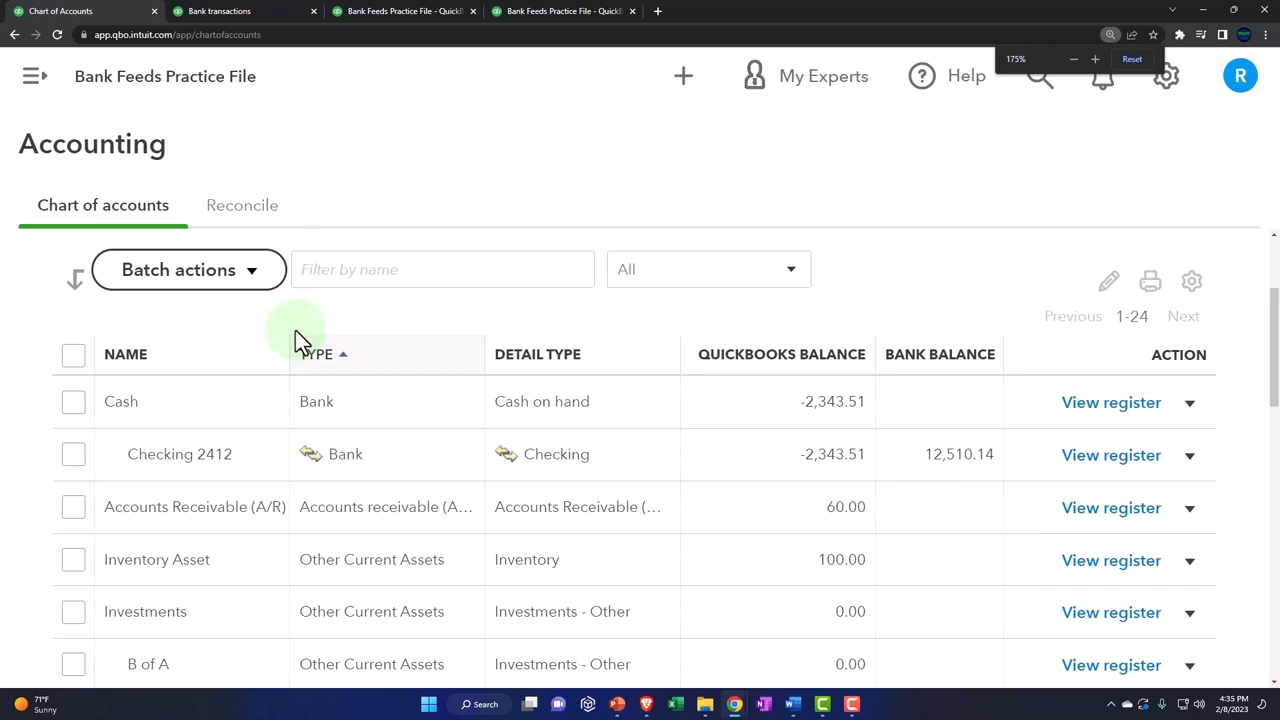 Chart of Accounts
Bank transactions
Bank Feeds Practice File - QuickB
Bank Feeds Practice File - QuickB
app.qbo.intuit.com/app/chartofaccounts
175%
Reset
Bank Feeds Practice File
My Experts
Help
R
Accounting
Chart of accounts
Reconcile
Batch actions
Filter by name
All
Previous 1-24 Next
NAME TYPE DETAIL TYPE QUICKBOOKS BALANCE BANK BALANCE ACTION
Cash Bank Cash on hand -2,343.51 View register
Checking 2412 Bank Checking -2,343.51 12,510.14 View register
Accounts Receivable (A/R) Accounts receivable (A... Accounts Receivable (... 60.00 View register
Inventory Asset Other Current Assets Inventory 100.00 View register
Investments Other Current Assets Investments - Other 0.00 View register
B of A Other Current Assets Investments - Other 0.00 View register
71°F
Sunny
Search
4:35 PM
2/8/2023